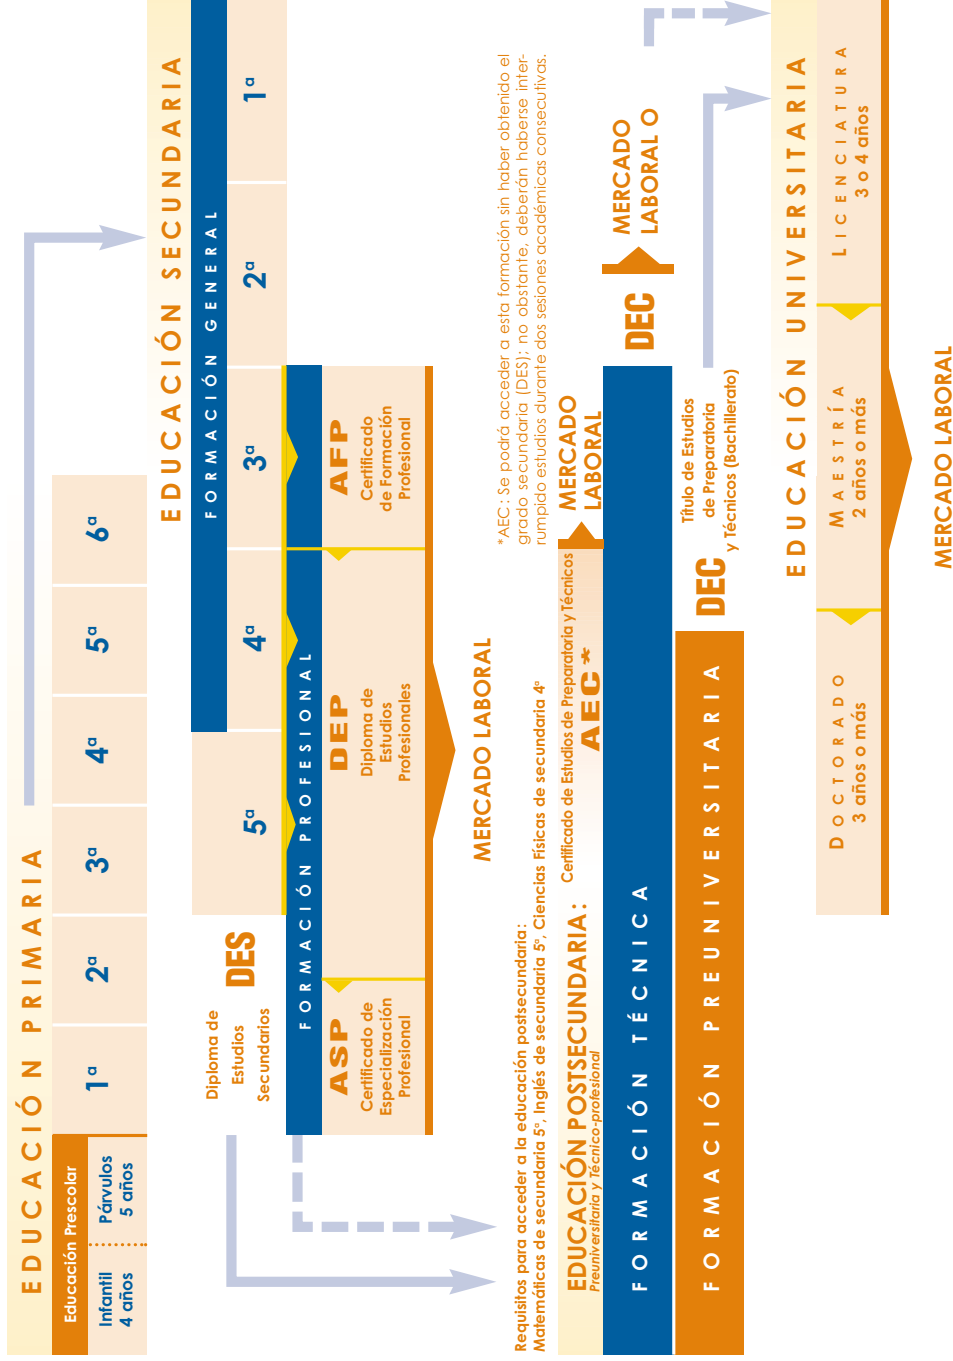 EDUCACIÓN PRIMARIA
Educación Prescolar
Infantil
4 años
Párvulos
5 años
1ª
2ª
3ª
4ª
5ª
6ª
EDUCACIÓN SECUNDARIA
FORMACIÓN GENERAL
5ª
4ª
3ª
2ª
1ª
Diploma de
Estudios
Secundarios
DES
FORMACIÓN PROFESIONAL
ASP
Certificado de
Especialización
Profesional
DEP
Diploma de
Estudios
Profesionales
AFP
Certificado
de Formación
Profesional
MERCADO LABORAL
Requisitos para acceder a la educación postsecundaria:
Matemáticas de secundaria 5ª, Inglés de secundaria 5ª, Ciencias Físicas de secundaria 4ª
*AEC: Se podrá acceder a esta formación sin haber obtenido el
grado secundaria (DES); no obstante, deberán haberse inter-
rumpido estudios durante dos sesiones académicas consecutivas.
EDUCACIÓN POSTSECUNDARIA:
Preuniversitaria y Técnico-profesional
Certificado de Estudios de Preparatoria y Técnicos
AEC*
MERCADO
LABORAL
FORMACIÓN TÉCNICA
DEC
MERCADO
LABORAL O
FORMACIÓN PREUNIVERSITARIA
DEC
Título de Estudios
de Preparatoria
y Técnicos (Bachillerato)
EDUCACIÓN UNIVERSITARIA
DOCTORADO
3 años o más
MAESTRÍA
2 años o más
LICENCIATURA
3 o 4 años
MERCADO LABORAL